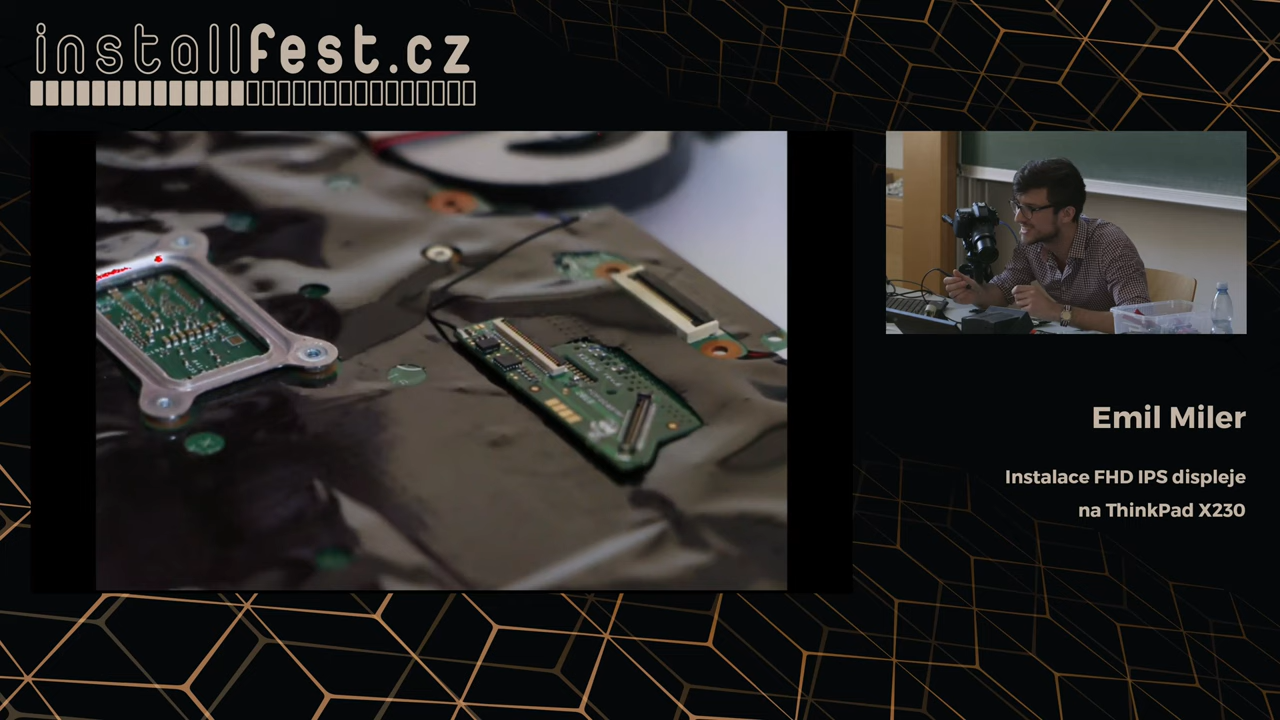 installfest.cz
Emil Miler
Instalace FHD IPS displeje
na ThinkPad X230